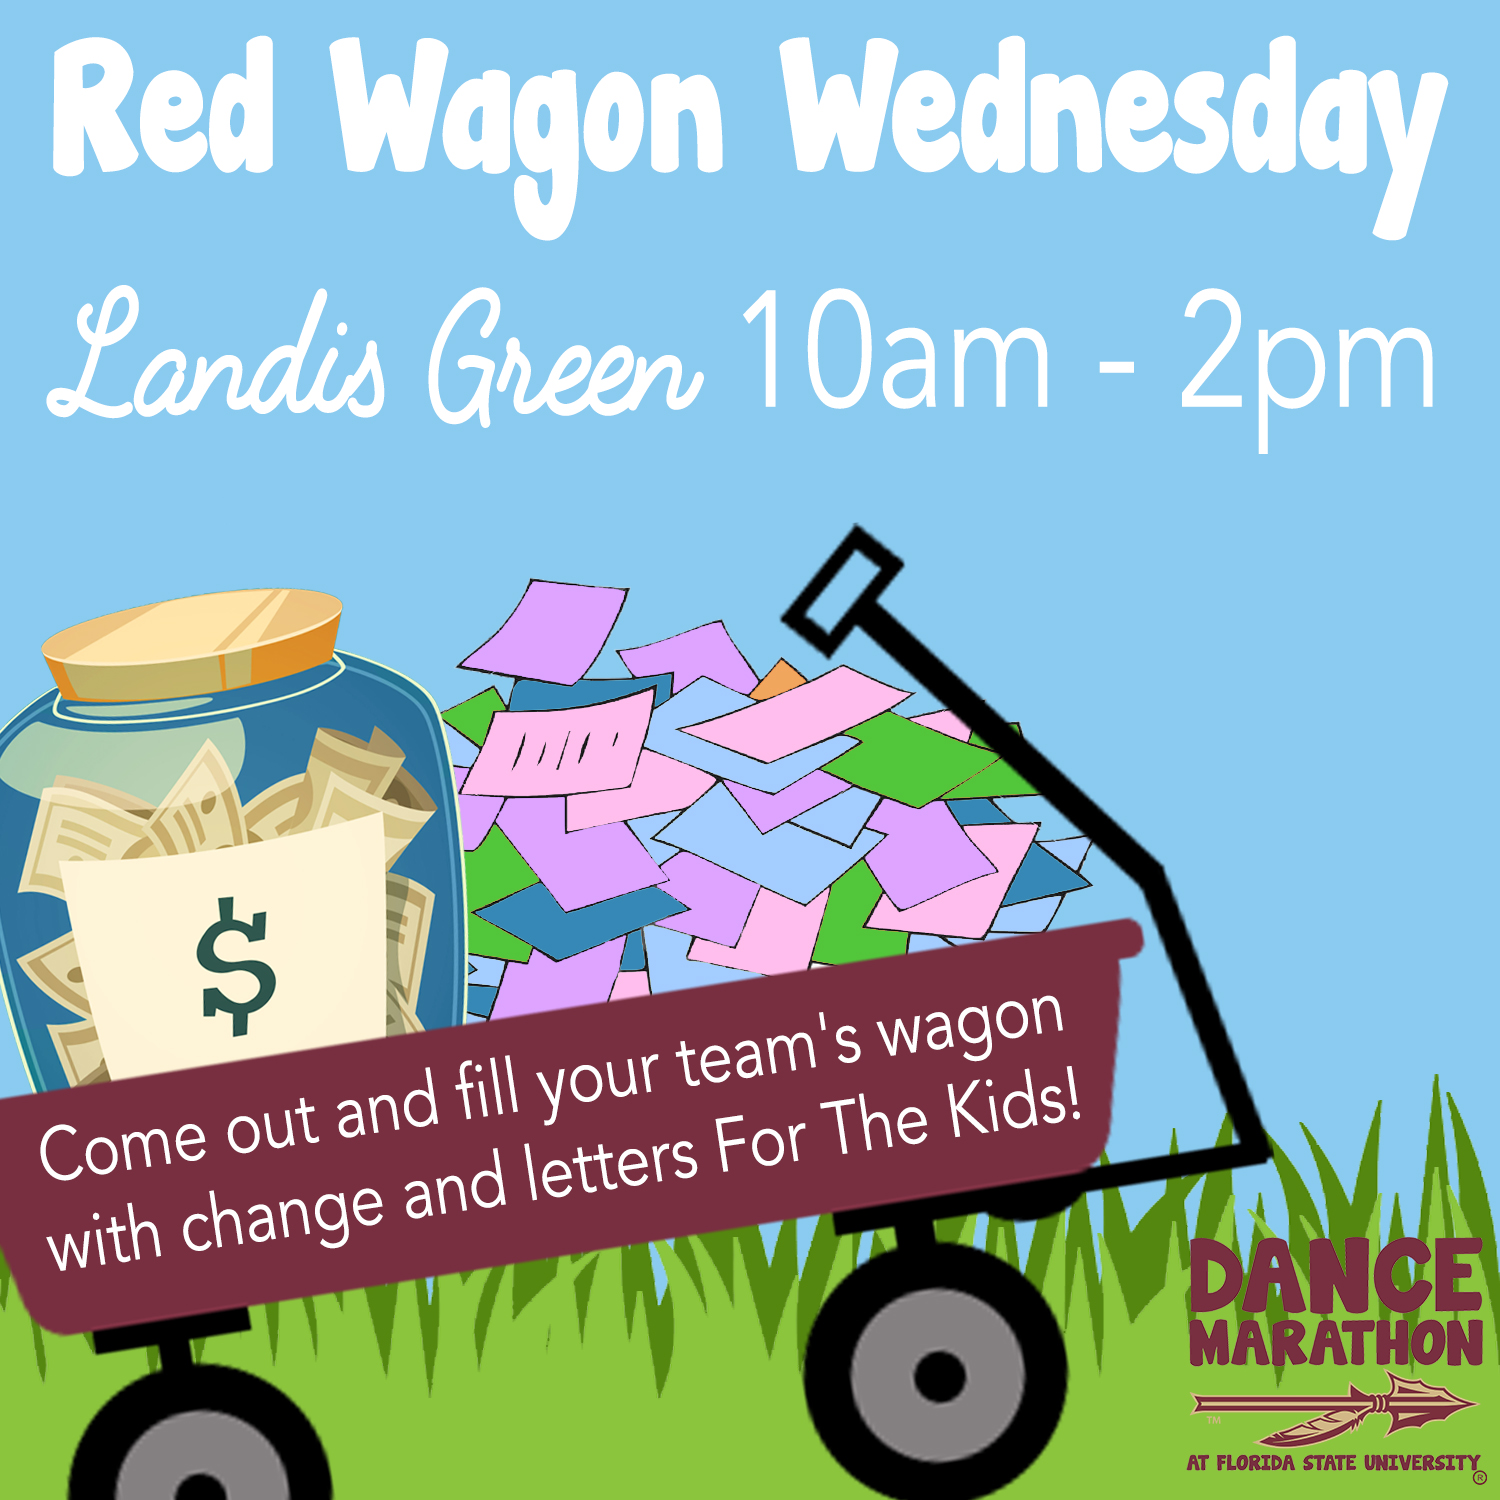 Red Wagon Wednesday
Landis Green 10am - 2pm
$
Come out and fill your team's wagon
with change and letters For The Kids!
DANCE
MARATHON
TM
AT FLORIDA STATE UNIVERSITY
®